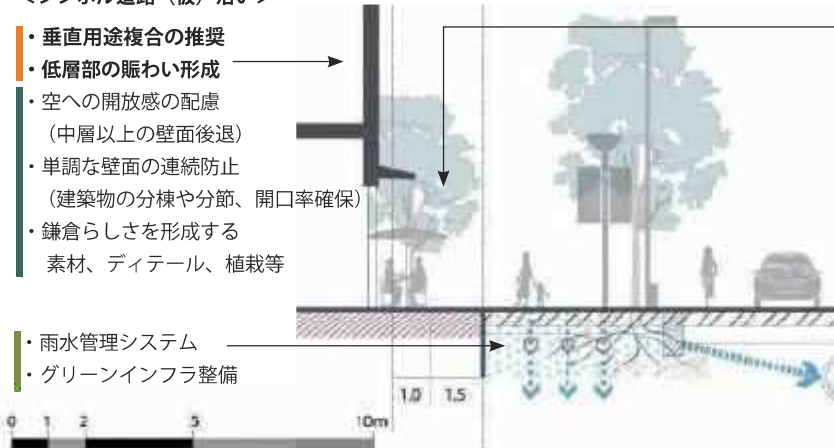 ・垂直用途複合の推奨
・低層部の賑わい形成
・空への開放感の配慮
（中層以上の壁面後退）
・単調な壁面の連続防止
（建築物の分棟や分節、開口率確保）
・鎌倉らしさを形成する
素材、ディテール、植栽等
・雨水管理システム
・グリーンインフラ整備
1.0 1.5
0 1 2 5 10m